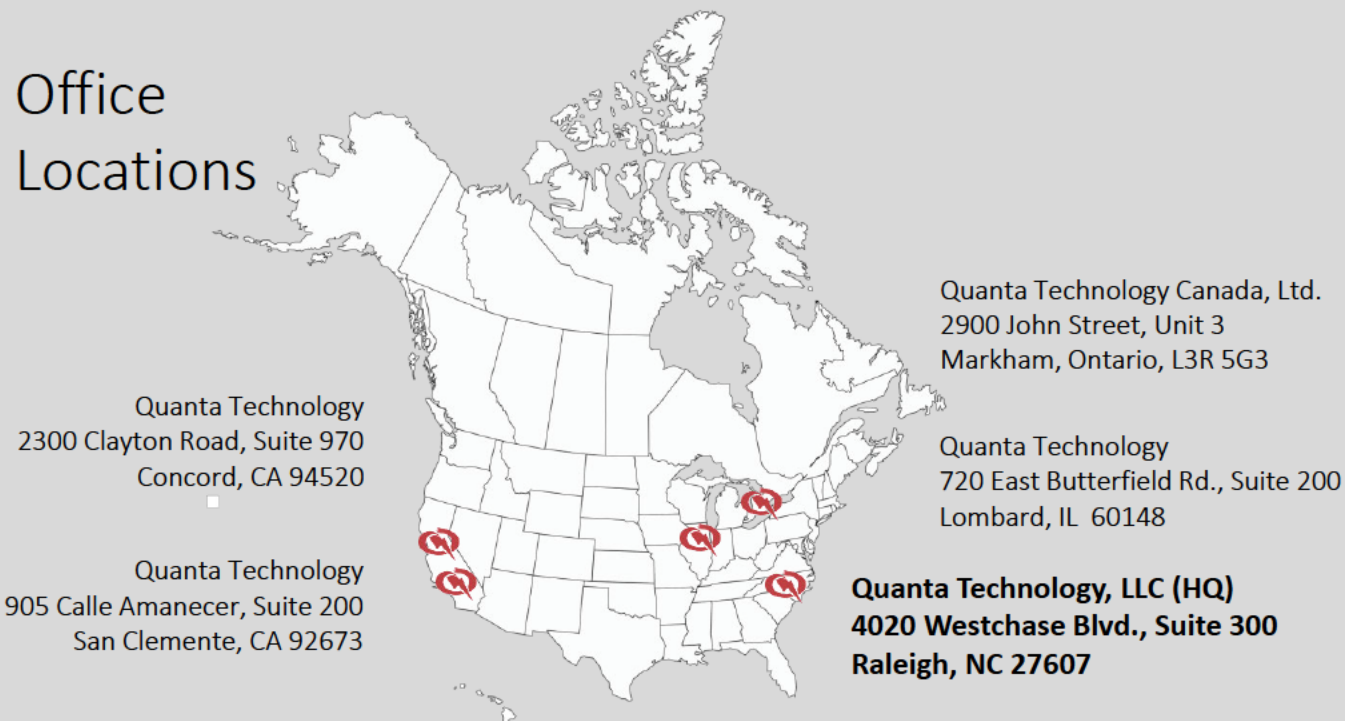 Office
Locations
Quanta Technology Canada, Ltd.
2900 John Street, Unit 3
Markham, Ontario, L3R 5G3
Quanta Technology
2300 Clayton Road, Suite 970
Concord, CA 94520
Quanta Technology
720 East Butterfield Rd., Suite 200
Lombard, IL  60148
Quanta Technology
905 Calle Amanecer, Suite 200
San Clemente, CA 92673
Quanta Technology, LLC (HQ)
4020 Westchase Blvd., Suite 300
Raleigh, NC 27607